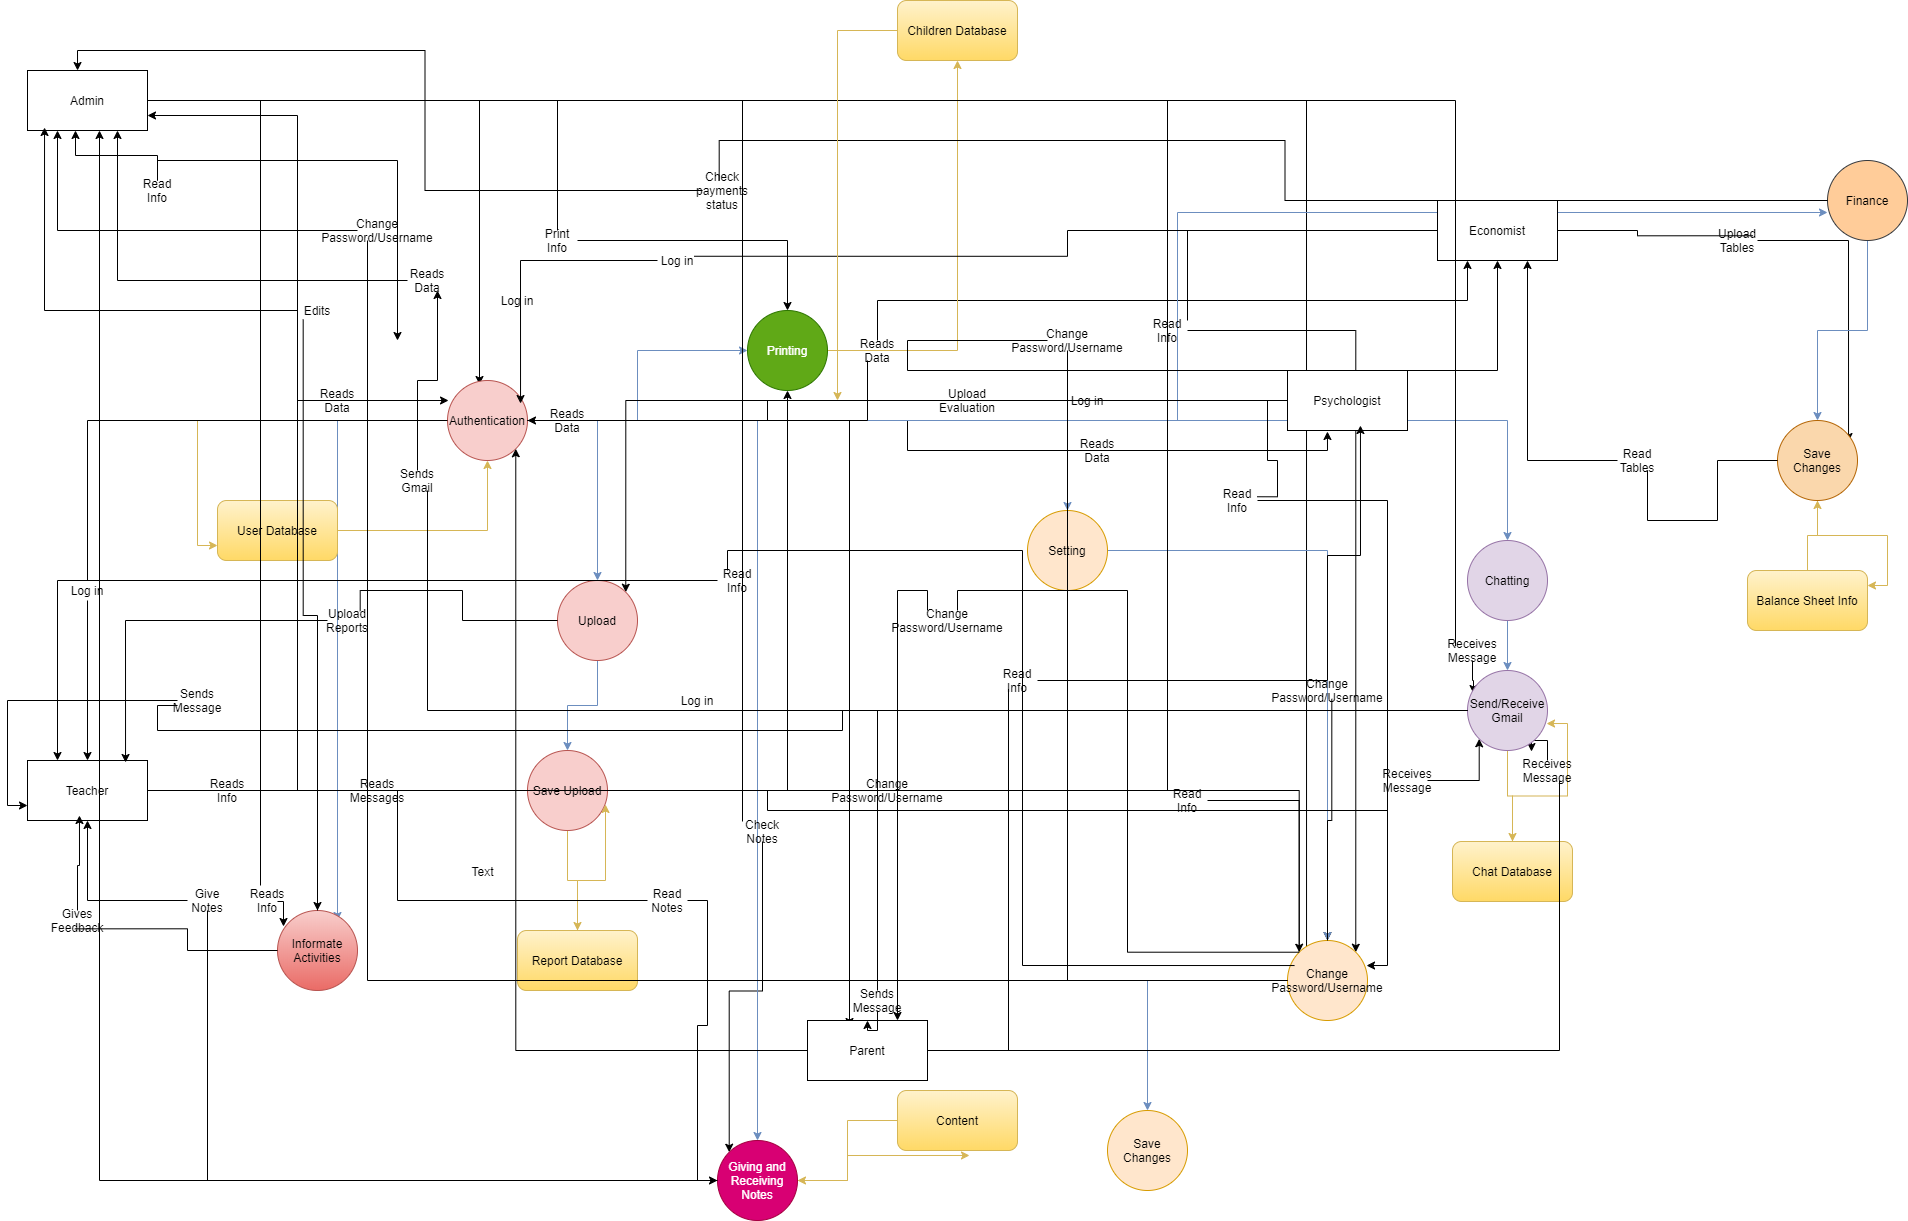 Children Database
Admin
Check
payments
status
Read
Info
Finance
Change
Password/Username
Print
Info
Economist
Upload
Tables
Log in
Reads
Data
Log in
Edits
Printing
Reads
Data
Change
Password/Username
Read
Info
Reads
Data
Authentication
Reads
Data
Upload
Evaluation
Log in
Psychologist
Reads
Data
Sends
Gmail
Read
Info
Read
Tables
Save
Changes
User Database
Setting
Log in
Read
Info
Chatting
Balance Sheet Info
Upload
Reports
Upload
Change
Password/Username
Receives
Message
Sends
Message
Log in
Read
Info
Change
Password/Username
Send/Receive
Gmail
Teacher
Reads
Info
Reads
Messages
Save Upload
Change
Password/Username
Read
Info
Receives
Message
Receives
Message
Check
Notes
Text
Chat Database
Gives
Feedback
Give
Notes
Reads
Info
Read
Notes
Informate
Activities
Report Database
Change
Password/Username
Sends
Message
Parent
Content
Save
Changes
Giving and
Receiving
Notes